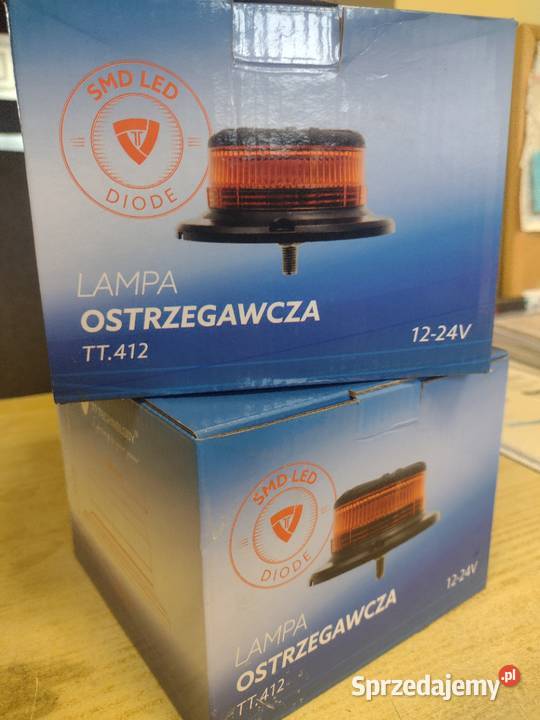 SMD LED
DIODE
LAMPA
OSTRZEGAWCZA
TT.412
12-24V
SMD LED
DIODE
LAMPA
OSTRZEGAWCZA
TT.412
12-24V
Sprzedajemy.pl